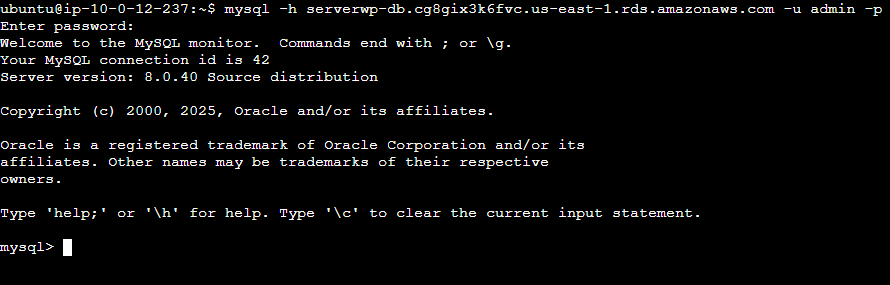 ubuntu@ip-10-0-12-237:~$ mysql -h serverwp-db.cg8gix3k6fvc.us-east-1.rds.amazonaws.com -u admin -p
Enter password:
Welcome to the MySQL monitor.  Commands end with ; or \g.
Your MySQL connection id is 42
Server version: 8.0.40 Source distribution
Copyright (c) 2000, 2025, Oracle and/or its affiliates.
Oracle is a registered trademark of Oracle Corporation and/or its
affiliates. Other names may be trademarks of their respective
owners.
Type 'help;' or '\h' for help. Type '\c' to clear the current input statement.
mysql>